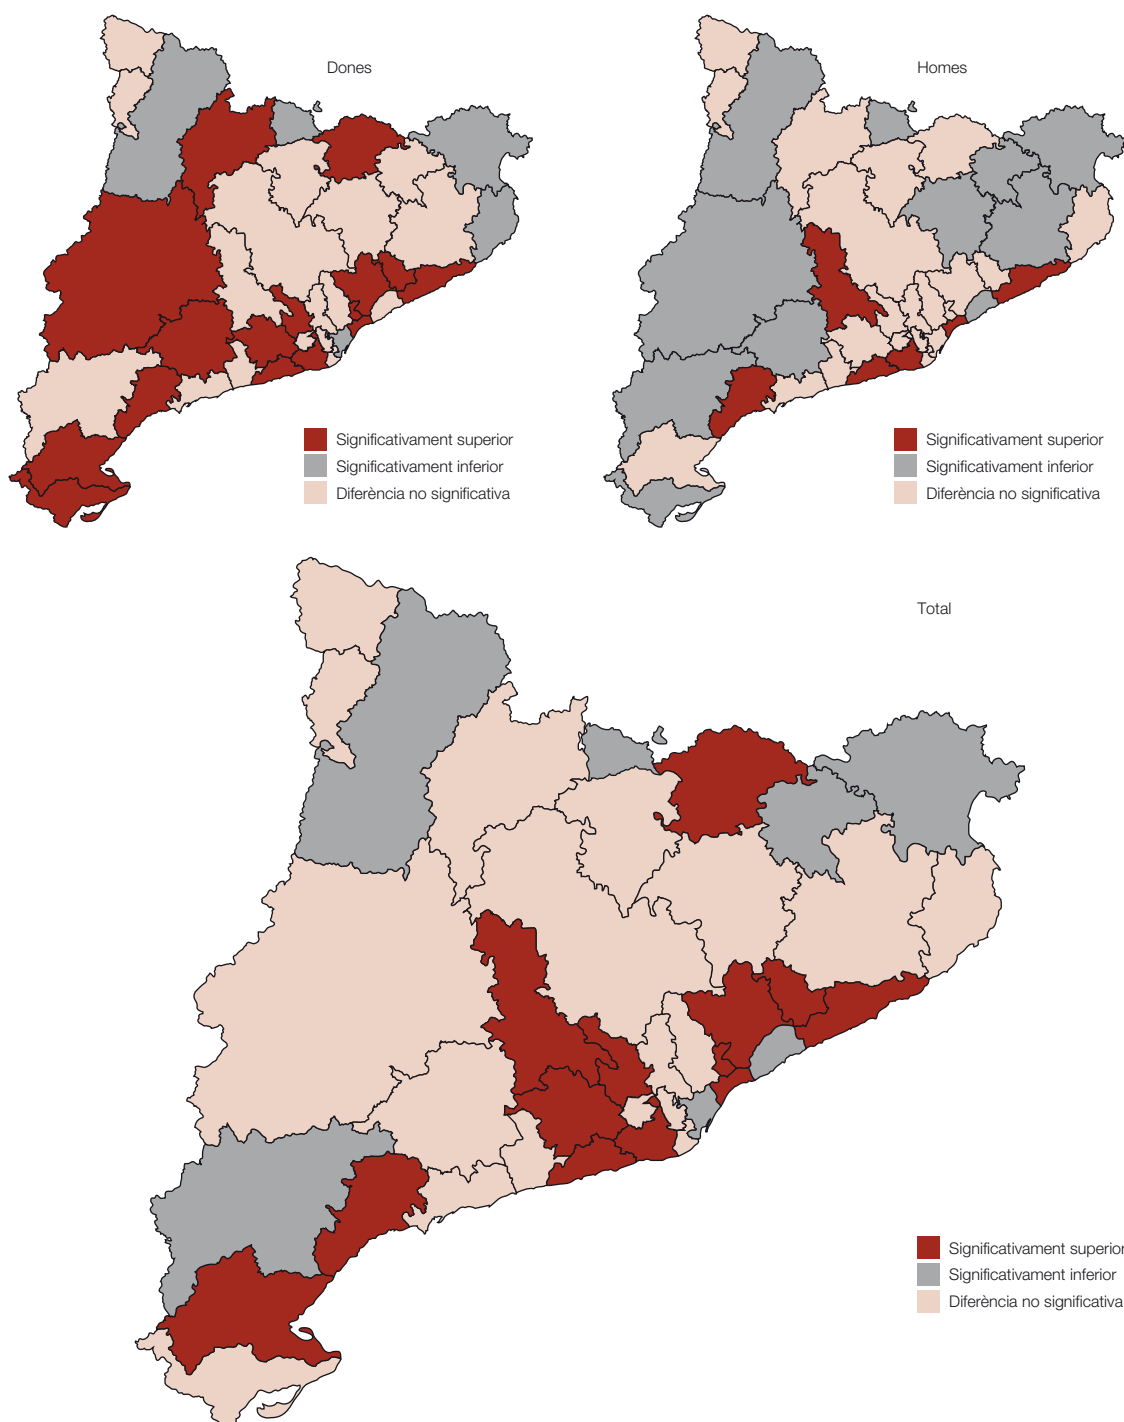 Dones
Homes
Significativament superior
Significativament inferior
Diferència no significativa
Significativament superior
Significativament inferior
Diferència no significativa
Total
Significativament superior
Significativament inferior
Diferència no significativa